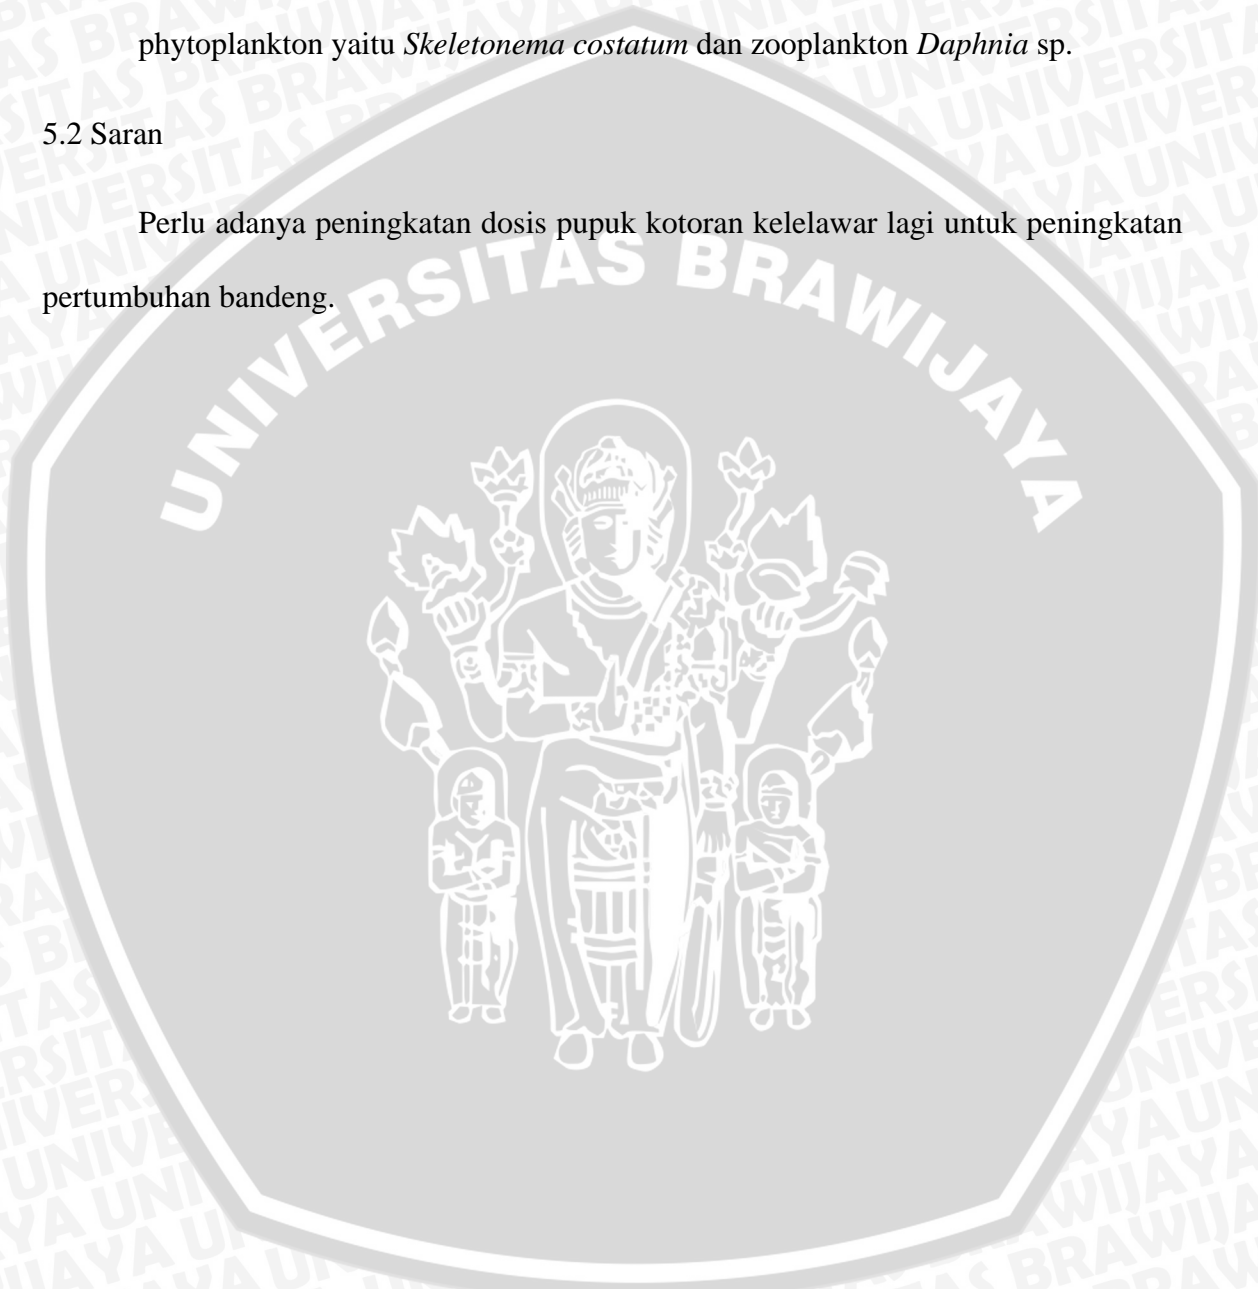 phytoplankton yaitu Skeletonema costatum dan zooplankton Daphnia sp.
5.2 Saran
Perlu adanya peningkatan dosis pupuk kotoran kelelawar lagi untuk peningkatan
pertumbuhan bandeng.
UNIVERSITAS BRAWIJAYA